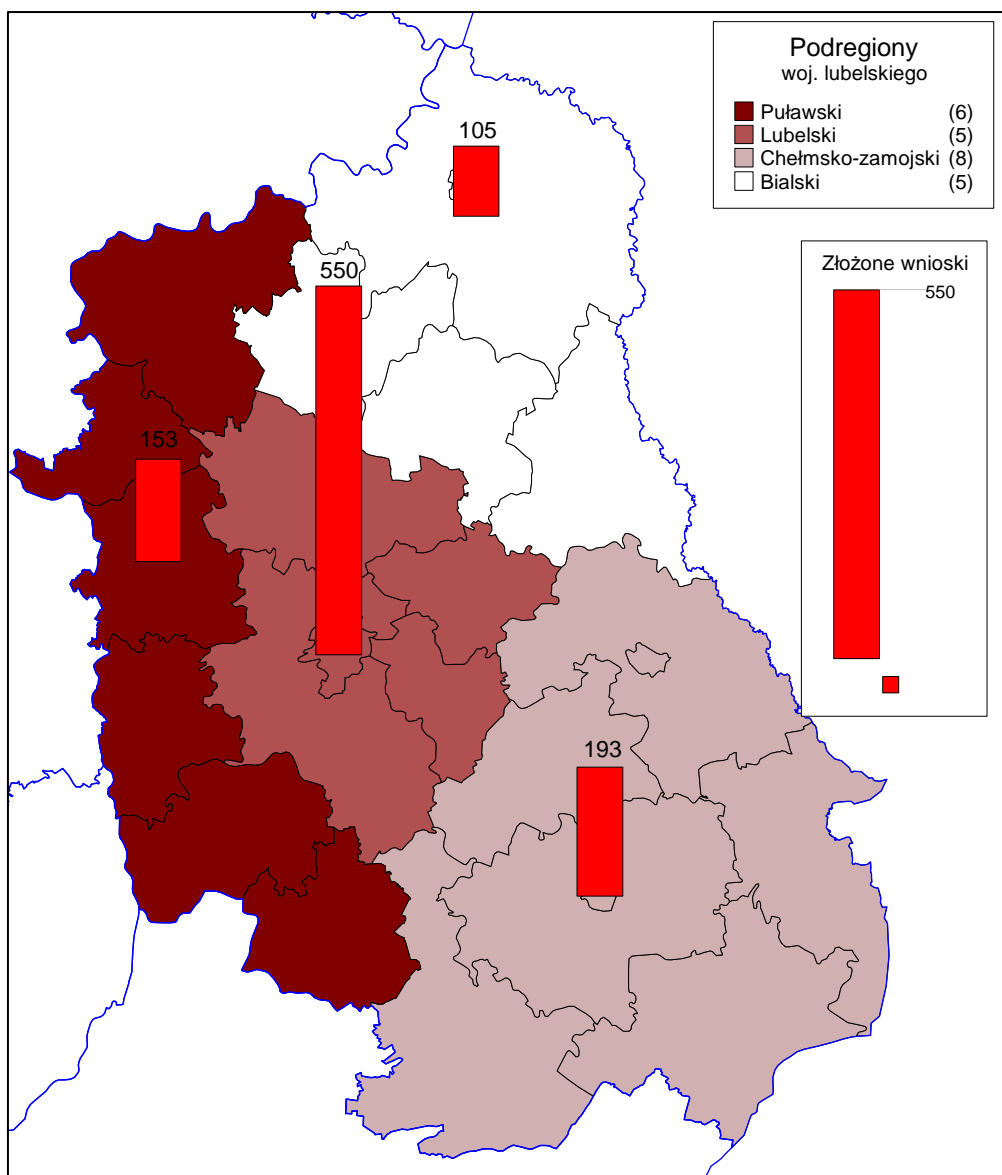 Podregiony
woj. lubelskiego
Puławski (6)
Lubelski (5)
Chełmsko-zamojski (8)
Bialski (5)
105
550
Złożone wnioski
550
153
193